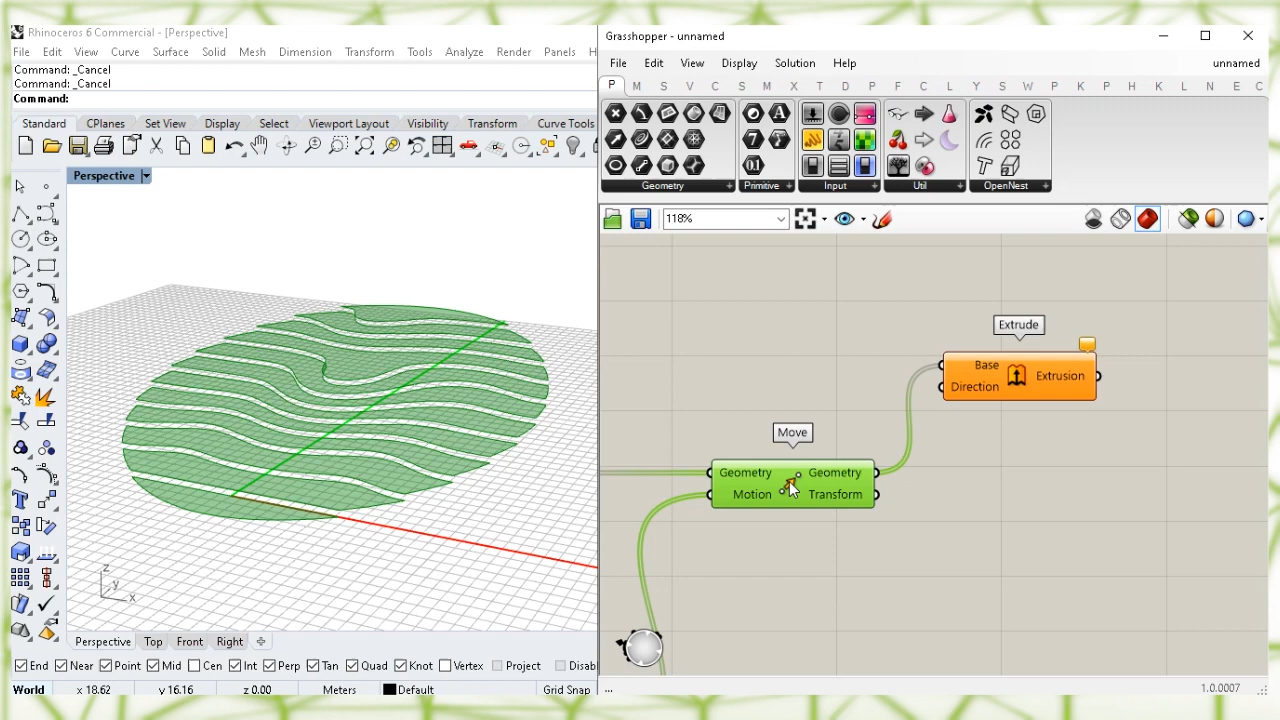 Rhinoceros 6 Commercial - [Perspective]
File Edit View Curve Surface Solid Mesh Dimension Transform Tools Analyze Render Panels H
Command: _Cancel
Command: _Cancel
Command:
Standard CPlanes Set View Display Select Viewport Layout Visibility Transform Curve Tools
Perspective
z
y
x
Perspective Top Front Right
End Near Point Mid Cen Int Perp Tan Quad Knot Vertex Project Disabl
World x 18.62 y 16.16 z 0.00 Meters Default Grid Snap
Grasshopper - unnamed
File Edit View Display Solution Help unnamed
P M S V C S M X T D P F C L Y S W P K P H K L N E C
Geometry Primitive Input Util OpenNest
118%
Extrude
Base
Direction
Extrusion
Move
Geometry Geometry
Motion Transform
... 1.0.0007